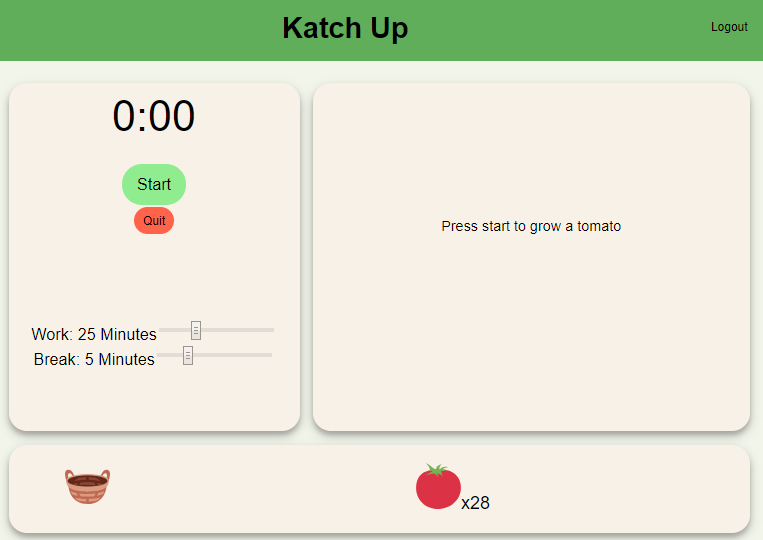 Katch Up
Logout
0:00
Start
Quit
Work: 25 Minutes
Break: 5 Minutes
Press start to grow a tomato
x28